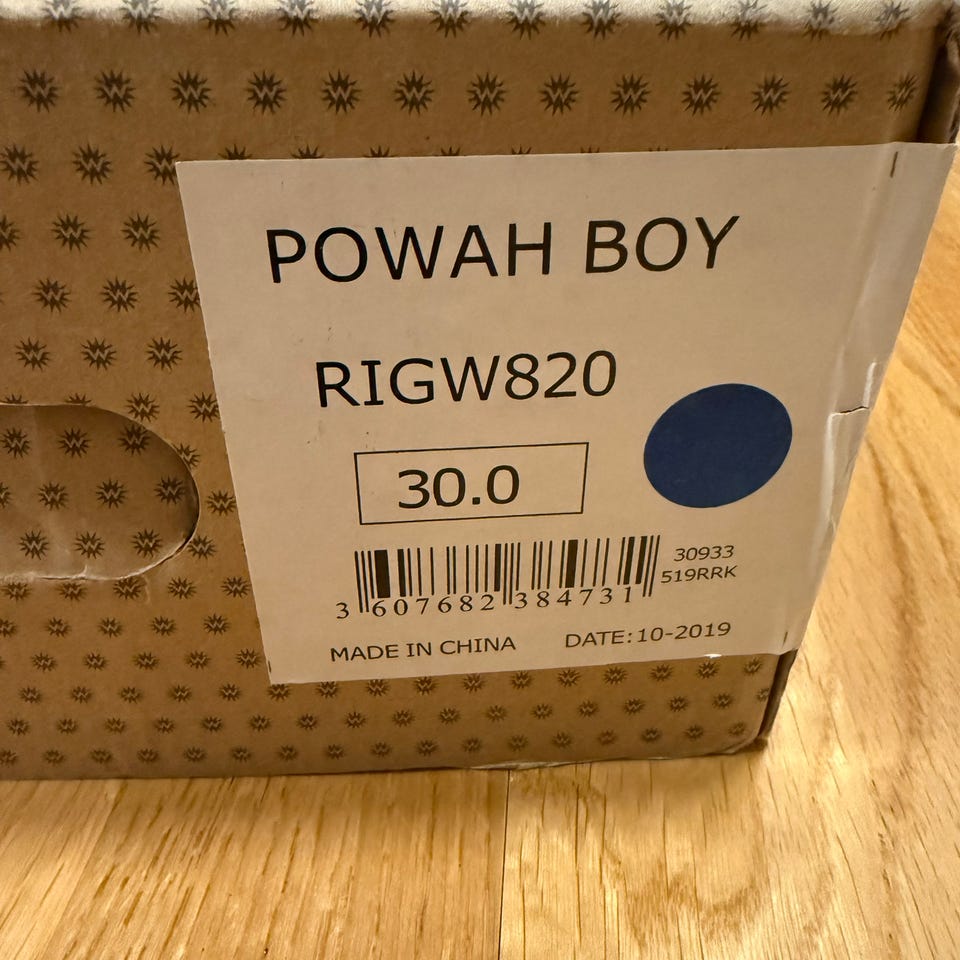 POWAH BOY
RIGW820
30.0
30933
519RRK
3 607682 384731
MADE IN CHINA DATE:10-2019